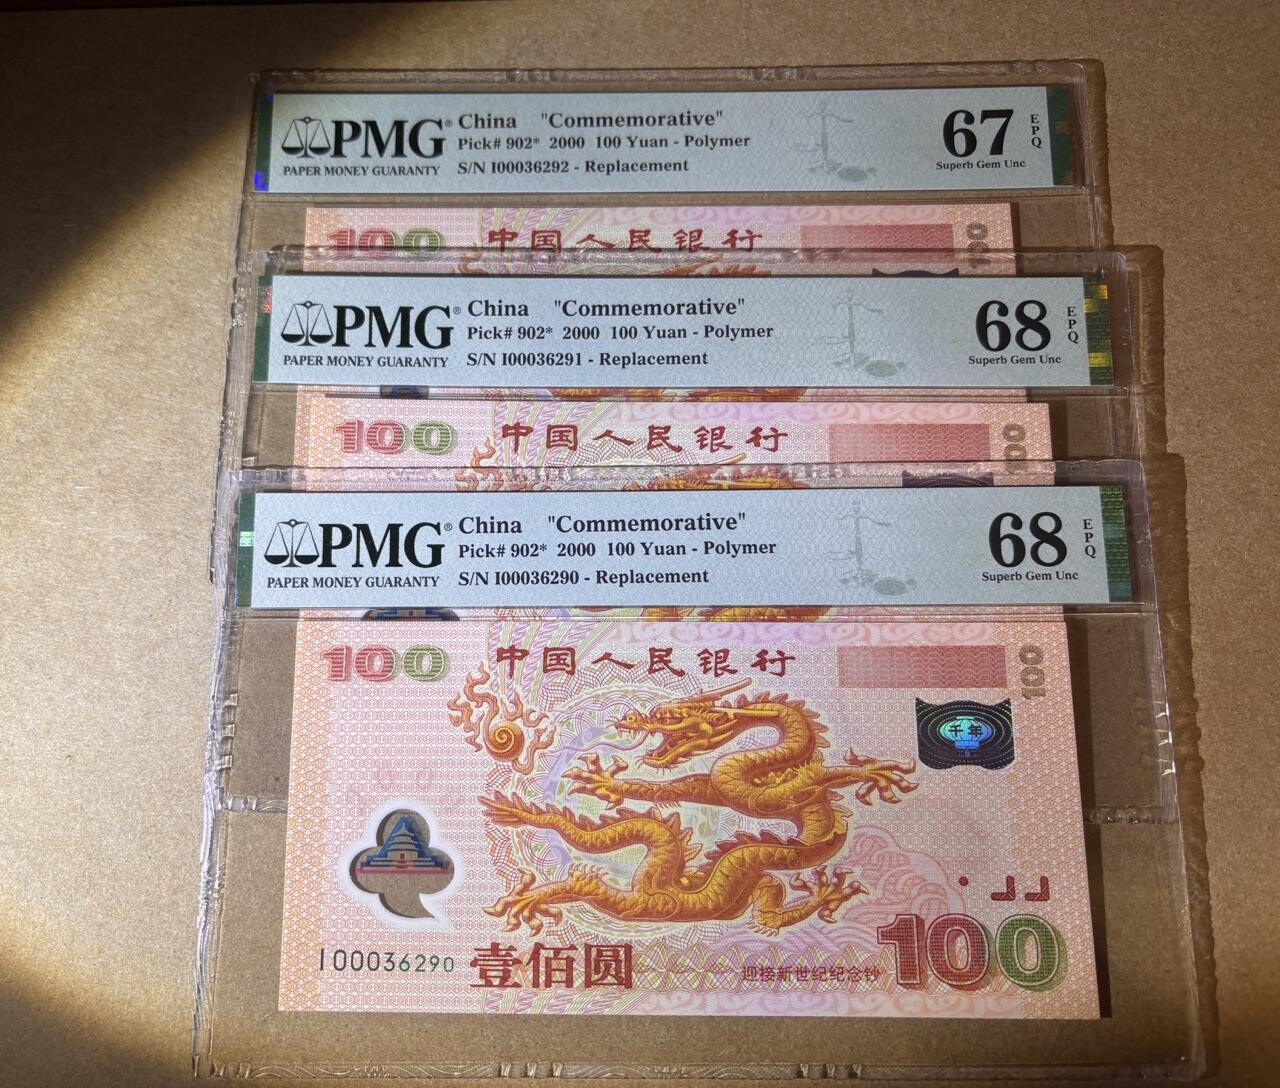 PMG® China "Commemorative" 67 EPQ
Pick# 902* 2000 100 Yuan - Polymer
PAPER MONEY GUARANTY S/N I00036292 - Replacement Superb Gem Unc
100 中国人民银行 100
PMG® China "Commemorative" 68 EPQ
Pick# 902* 2000 100 Yuan - Polymer
PAPER MONEY GUARANTY S/N I00036291 - Replacement Superb Gem Unc
100 中国人民银行 100
PMG® China "Commemorative" 68 EPQ
Pick# 902* 2000 100 Yuan - Polymer
PAPER MONEY GUARANTY S/N I00036290 - Replacement Superb Gem Unc
100 中国人民银行 100
千年
I00036290 壹佰圆 迎接新世纪纪念钞 100